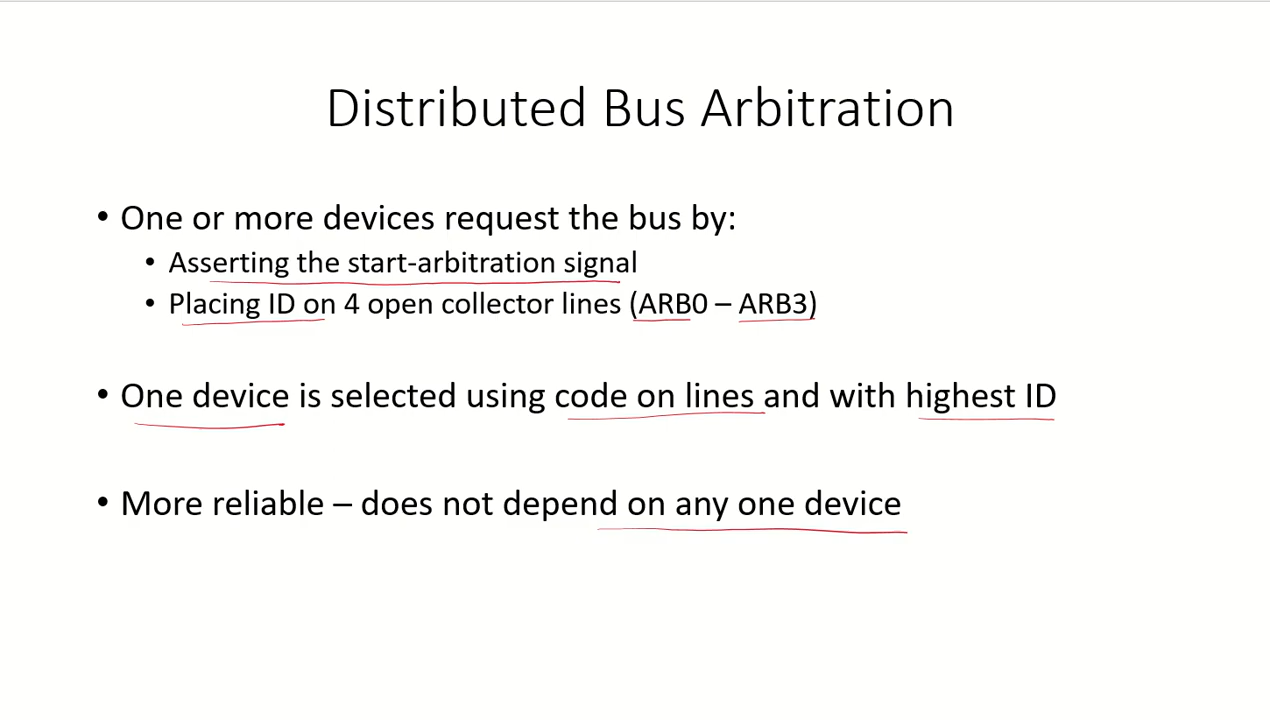 Distributed Bus Arbitration
• One or more devices request the bus by:
• Asserting the start-arbitration signal
• Placing ID on 4 open collector lines (ARB0 – ARB3)
• One device is selected using code on lines and with highest ID
• More reliable – does not depend on any one device